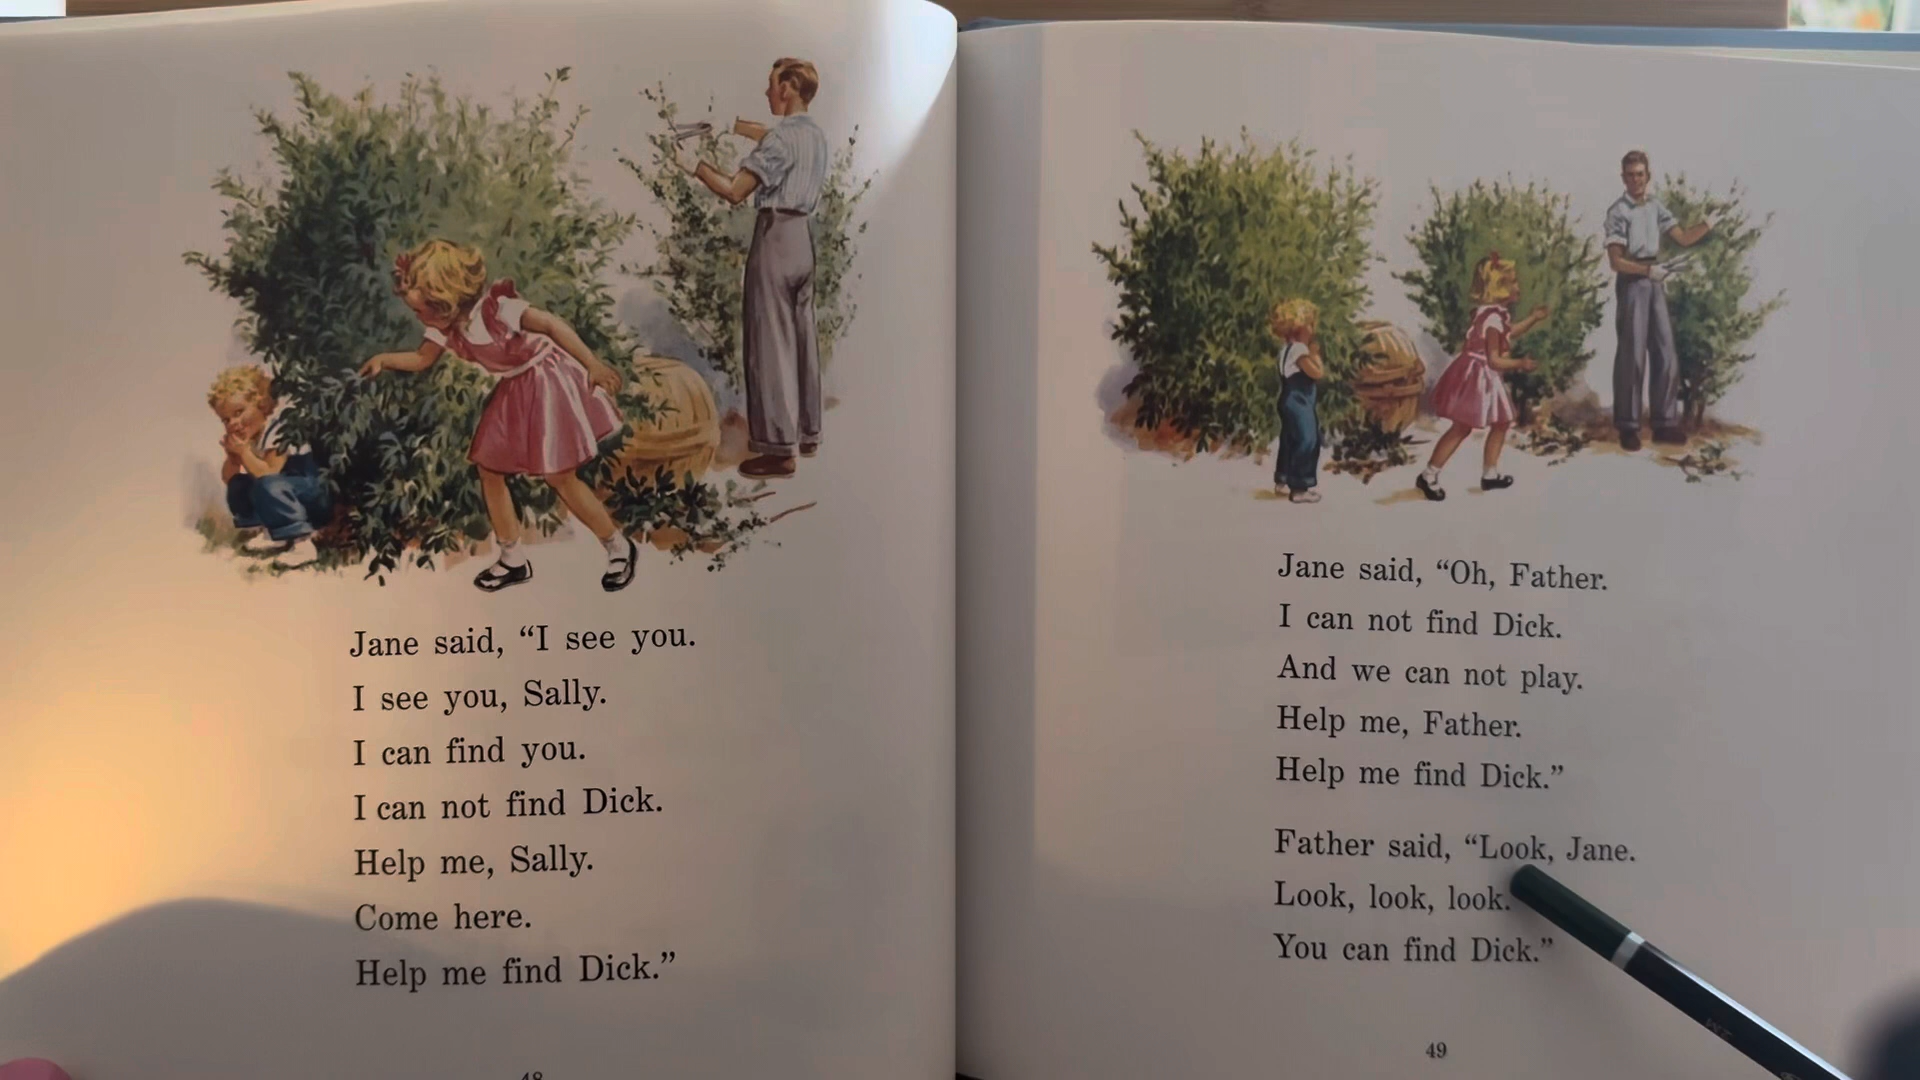 Jane said, “I see you.
I see you, Sally.
I can find you.
I can not find Dick.
Help me, Sally.
Come here.
Help me find Dick.”
48
Jane said, “Oh, Father.
I can not find Dick.
And we can not play.
Help me, Father.
Help me find Dick.”
Father said, “Look, Jane.
Look, look, look.
You can find Dick.”
49